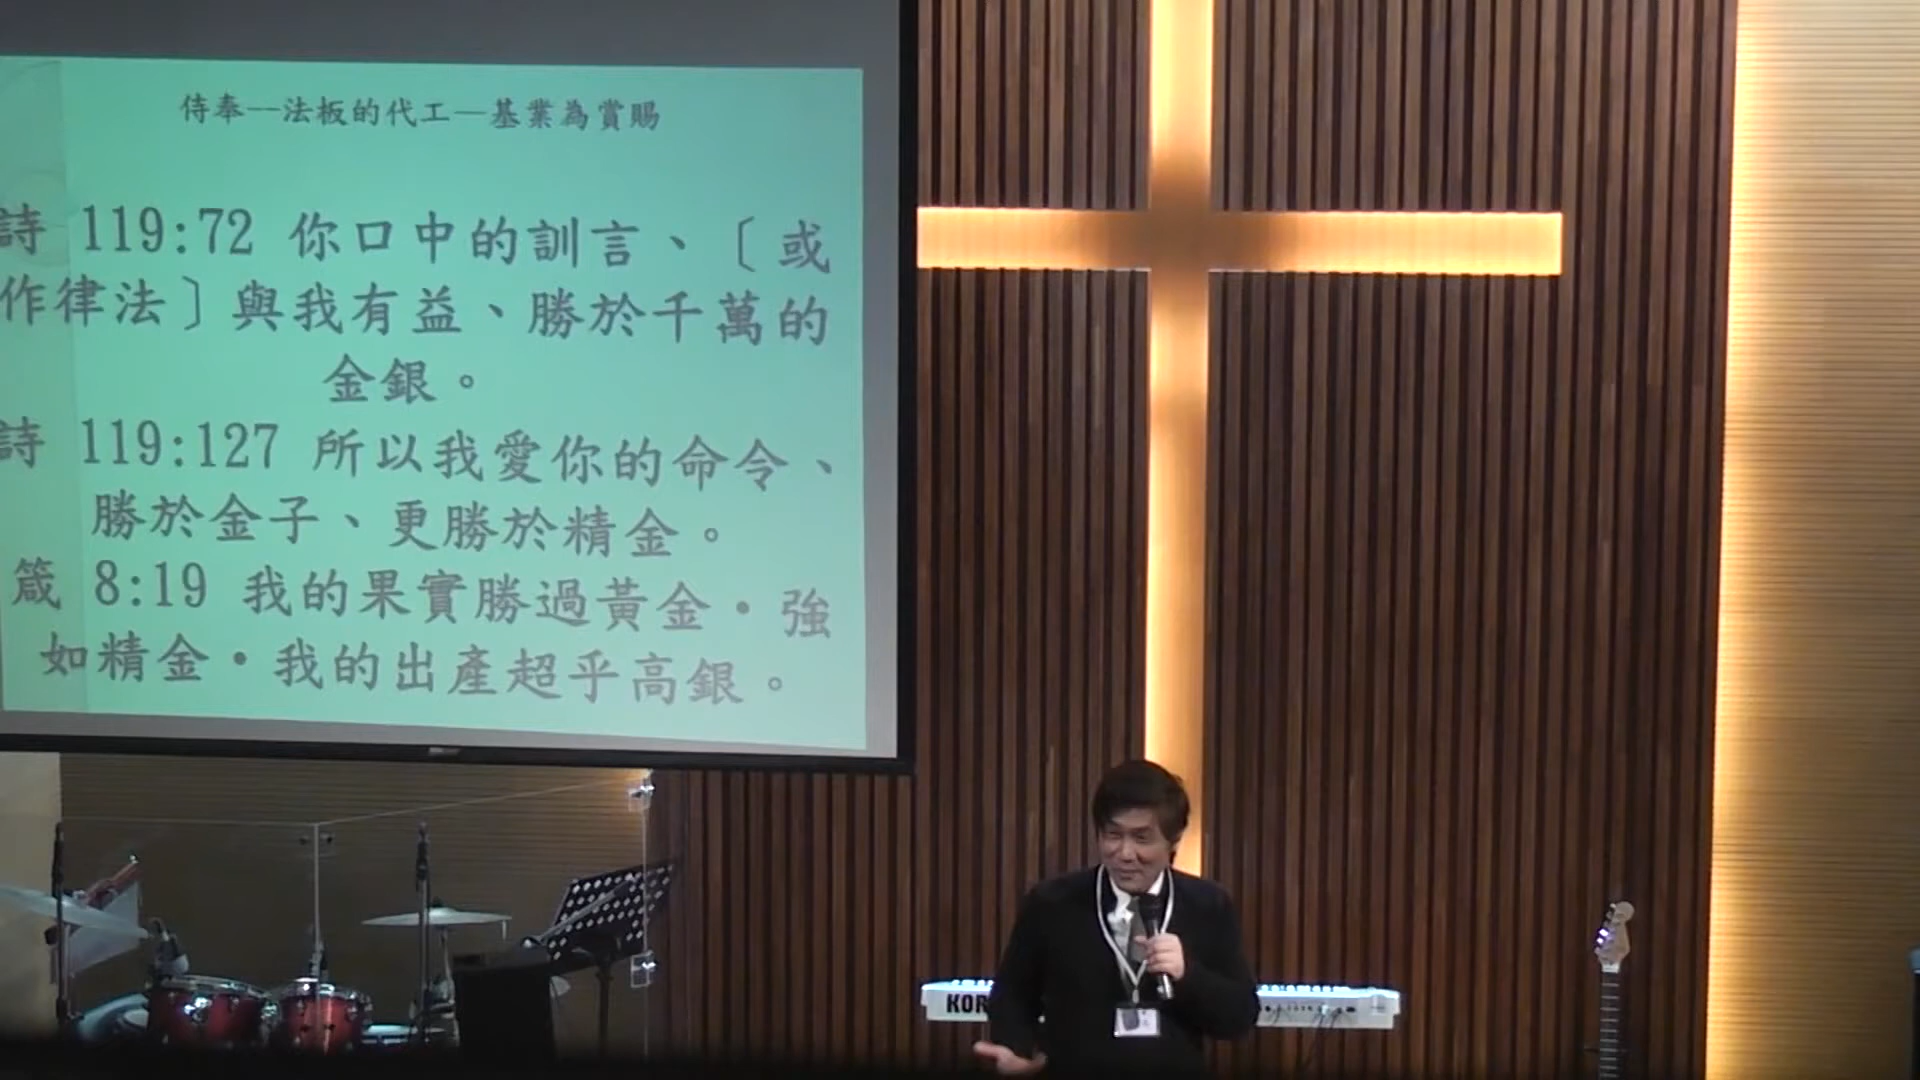 侍奉—法板的代工—基業為賞賜
詩 119:72 你口中的訓言、〔或
作律法〕與我有益、勝於千萬的
金銀。
詩 119:127 所以我愛你的命令、
勝於金子、更勝於精金。
箴 8:19 我的果實勝過黃金・強
如精金・我的出產超乎高銀。
KOR